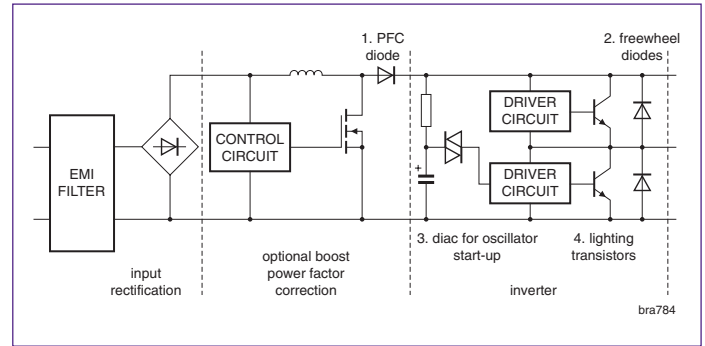 1. PFC
diode
2. freewheel
diodes
EMI
FILTER
CONTROL
CIRCUIT
DRIVER
CIRCUIT
+
DRIVER
CIRCUIT
3. diac for oscillator
start-up
4. lighting
transistors
input
rectification
optional boost
power factor
correction
inverter
bra784